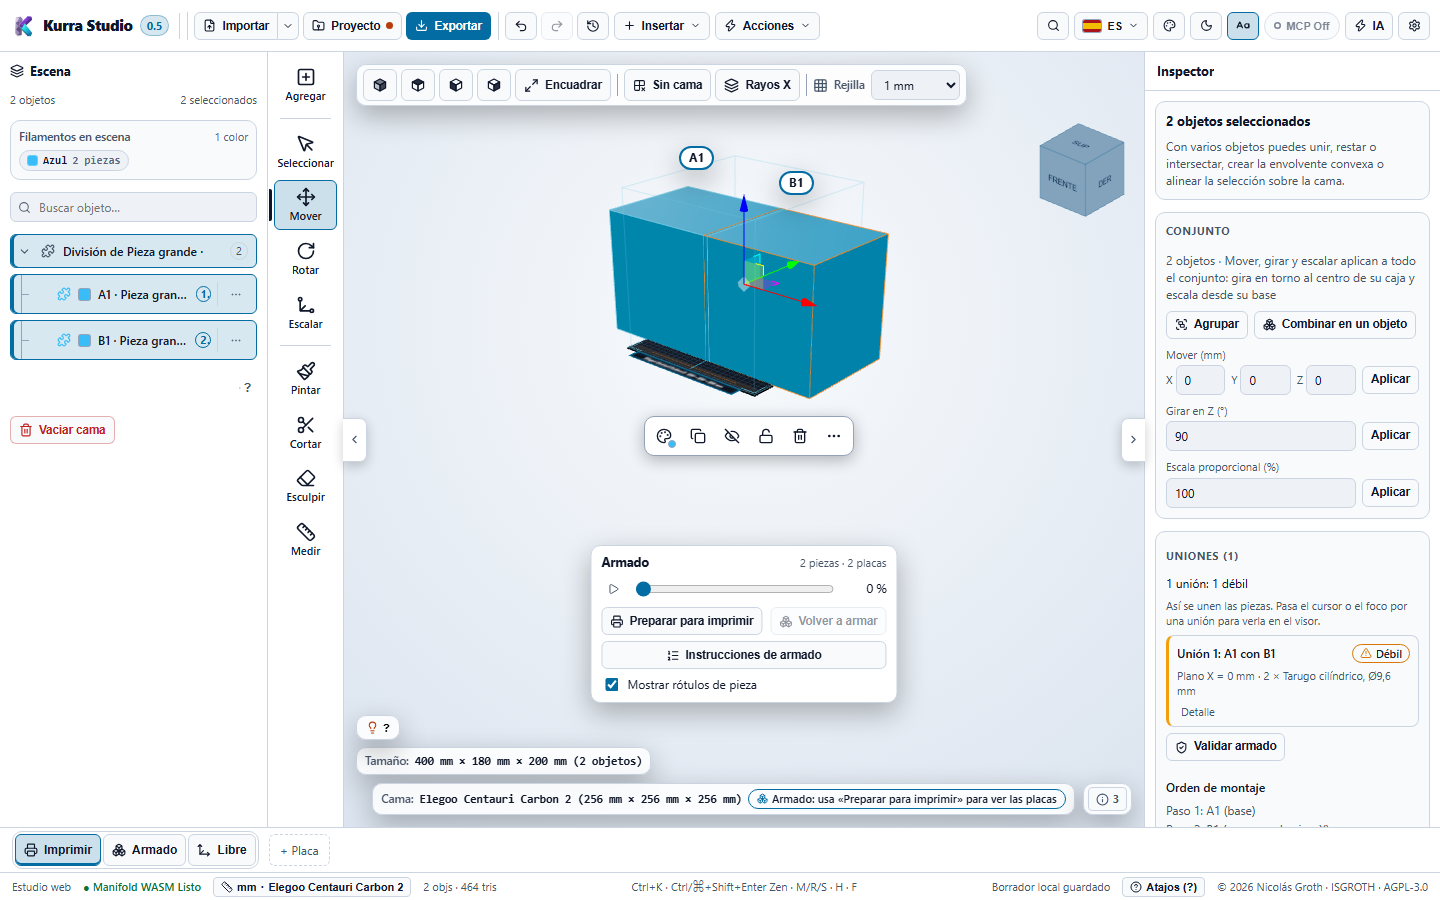 Kurra Studio 0.5
Importar
Proyecto
Exportar
Insertar
Acciones
ES
MCP Off
IA
Escena
2 objetos 2 seleccionados
Filamentos en escena 1 color
Azul 2 piezas
Buscar objeto...
División de Pieza grande · 2
A1 · Pieza gran... 1
B1 · Pieza gran... 2
?
Vaciar cama
Agregar
Seleccionar
Mover
Rotar
Escalar
Pintar
Cortar
Esculpir
Medir
Encuadrar
Sin cama
Rayos X
Rejilla 1 mm
A1
B1
SUP
FRENTE
DER
Armado 2 piezas · 2 placas
0 %
Preparar para imprimir
Volver a armar
Instrucciones de armado
Mostrar rótulos de pieza
?
Tamaño: 400 mm × 180 mm × 200 mm (2 objetos)
Cama: Elegoo Centauri Carbon 2 (256 mm × 256 mm × 256 mm) Armado: usa «Preparar para imprimir» para ver las placas
3
Inspector
2 objetos seleccionados
Con varios objetos puedes unir, restar o
intersectar, crear la envolvente convexa o
alinear la selección sobre la cama.
CONJUNTO
2 objetos · Mover, girar y escalar aplican a todo
el conjunto: gira en torno al centro de su caja y
escala desde su base
Agrupar
Combinar en un objeto
Mover (mm)
X 0 Y 0 Z 0 Aplicar
Girar en Z (°)
90 Aplicar
Escala proporcional (%)
100 Aplicar
UNIONES (1)
1 unión: 1 débil
Así se unen las piezas. Pasa el cursor o el foco por
una unión para verla en el visor.
Unión 1: A1 con B1 Débil
Plano X = 0 mm · 2 × Tarugo cilíndrico, Ø9,6
mm
Detalle
Validar armado
Orden de montaje
Paso 1: A1 (base)
Imprimir
Armado
Libre
+ Placa
Estudio web
Manifold WASM Listo
mm · Elegoo Centauri Carbon 2
2 objs · 464 tris
Ctrl+K · Ctrl/⌘+Shift+Enter Zen · M/R/S · H · F
Borrador local guardado
Atajos (?)
© 2026 Nicolás Groth · ISGROTH · AGPL-3.0